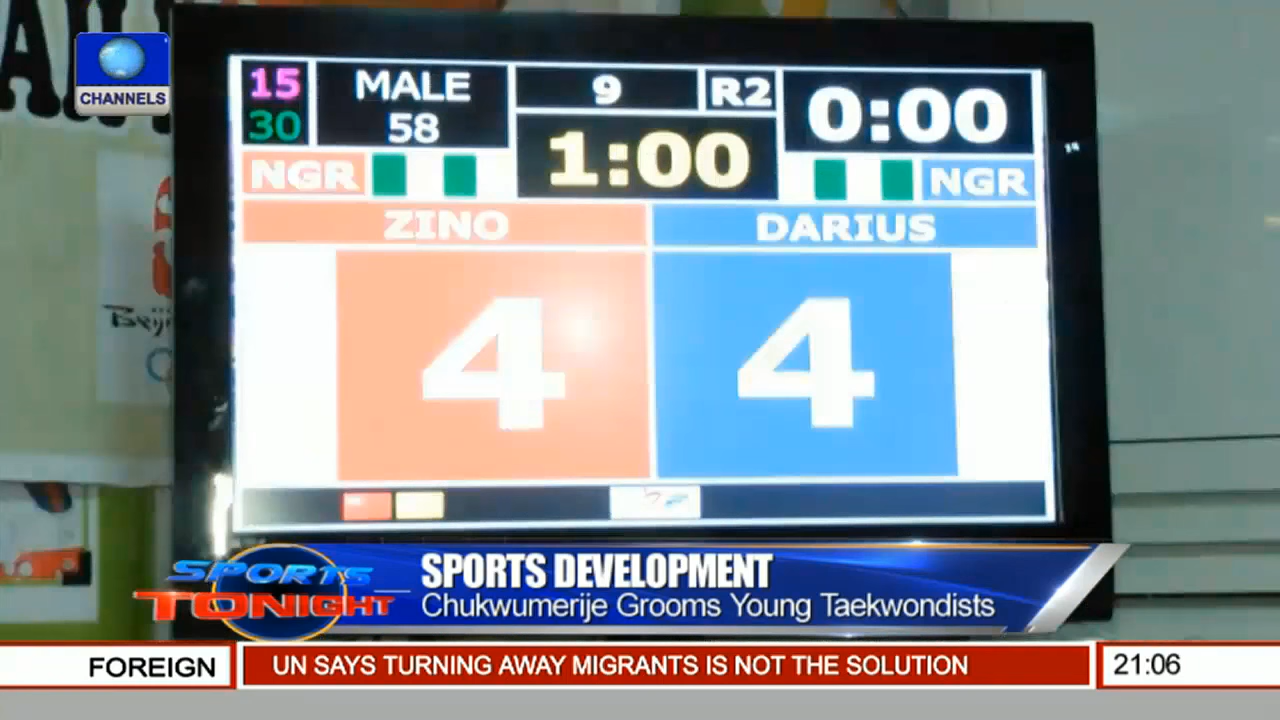 CHANNELS
15
30
MALE
58
9
R2
0:00
1:00
NGR
NGR
ZINO
DARIUS
4
4
SPORTS
TONIGHT
SPORTS DEVELOPMENT
Chukwumerije Grooms Young Taekwondists
FOREIGN
UN SAYS TURNING AWAY MIGRANTS IS NOT THE SOLUTION
21:06